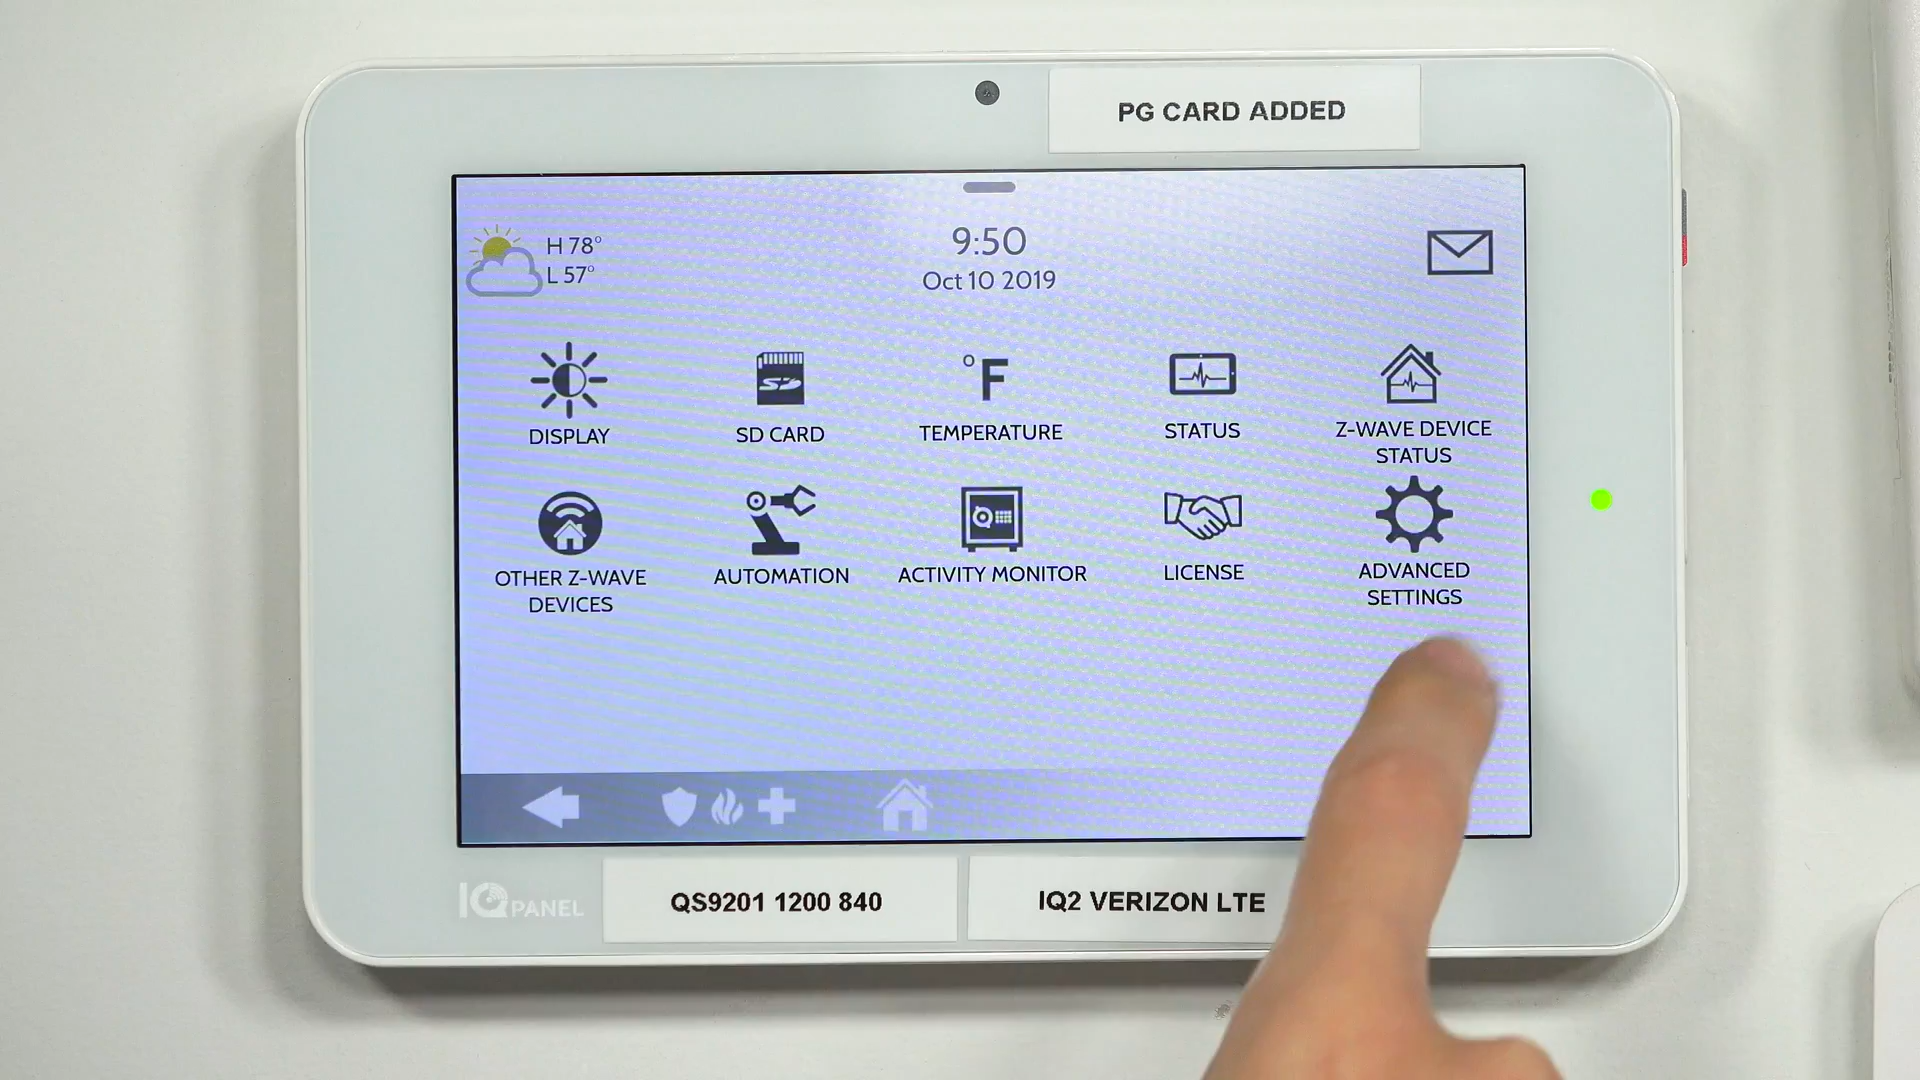 PG CARD ADDED
H 78°
L 57°
9:50
Oct 10 2019
DISPLAY
SD
SD CARD
°F
TEMPERATURE
STATUS
Z-WAVE DEVICE
STATUS
OTHER Z-WAVE
DEVICES
AUTOMATION
ACTIVITY MONITOR
LICENSE
ADVANCED
SETTINGS
IQ PANEL
QS9201 1200 840
IQ2 VERIZON LTE